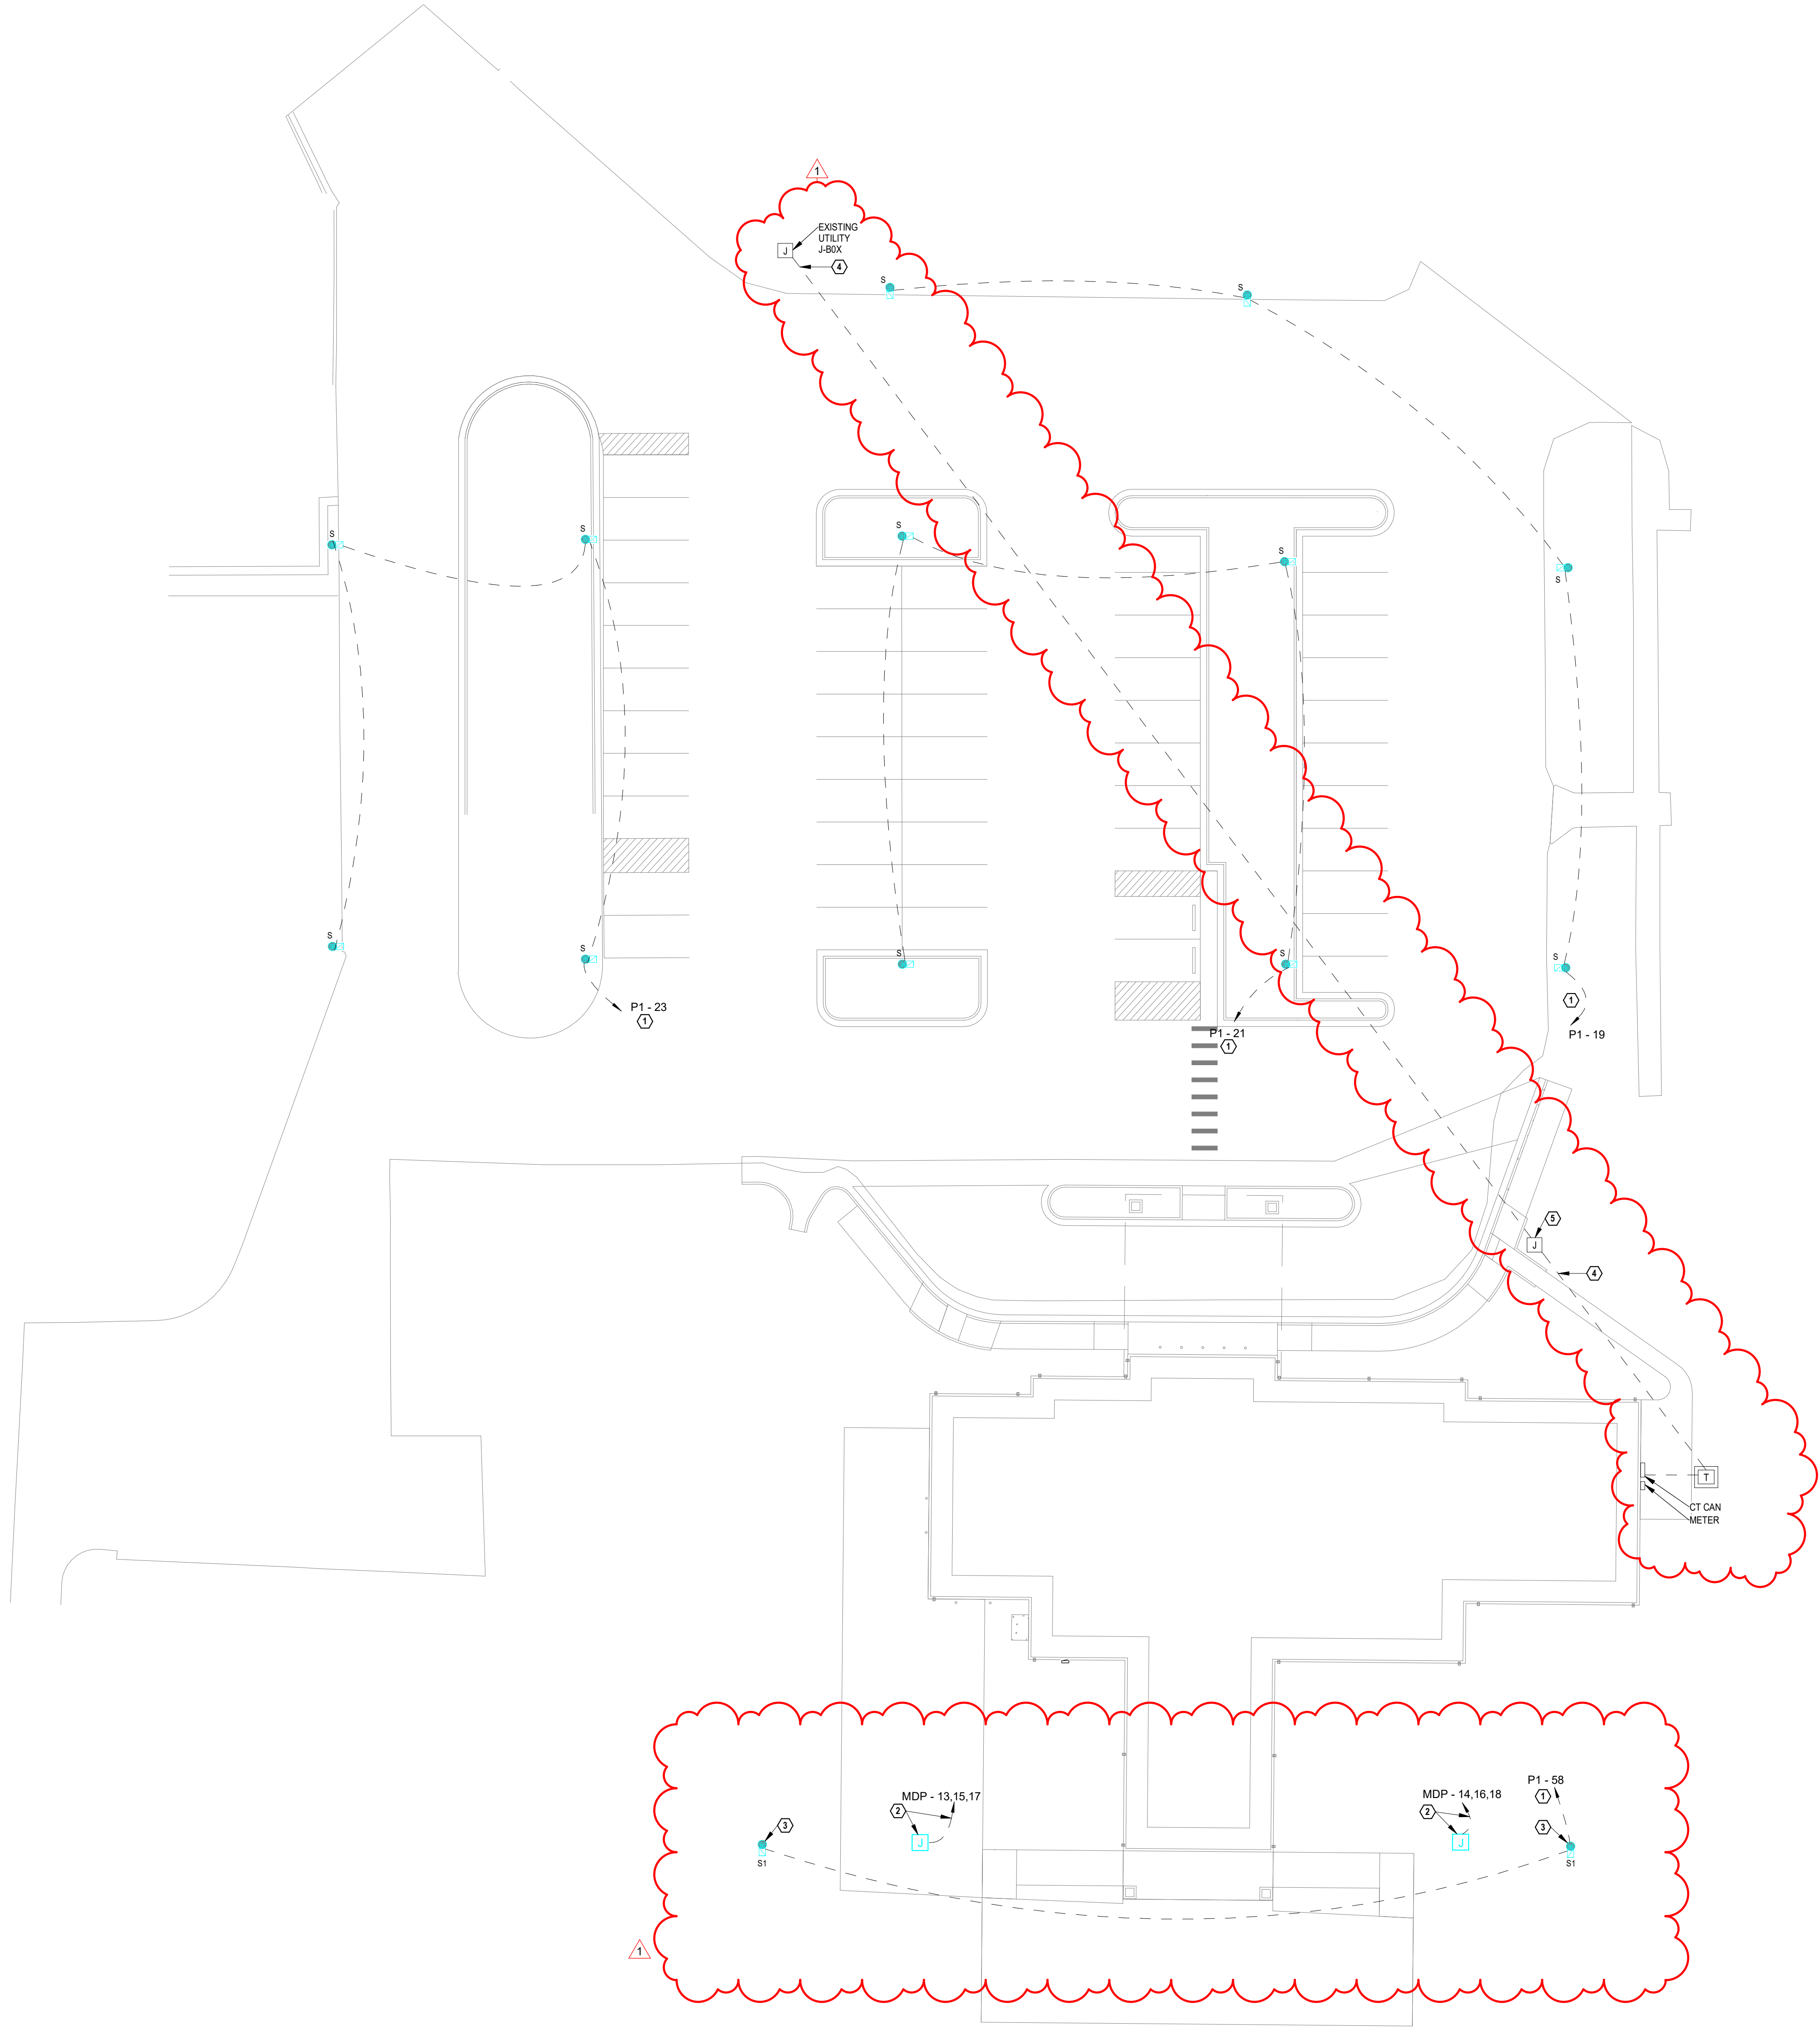 1
EXISTING
UTILITY
J-B0X
J
4
S
S
S
S
S
S
S
S
S
S
S
S
P1 - 23
1
P1 - 21
1
1
P1 - 19
5
J
4
T
CT CAN
METER
P1 - 58
MDP - 13,15,17
MDP - 14,16,18
1
2
2
3
3
J
J
S1
S1
1